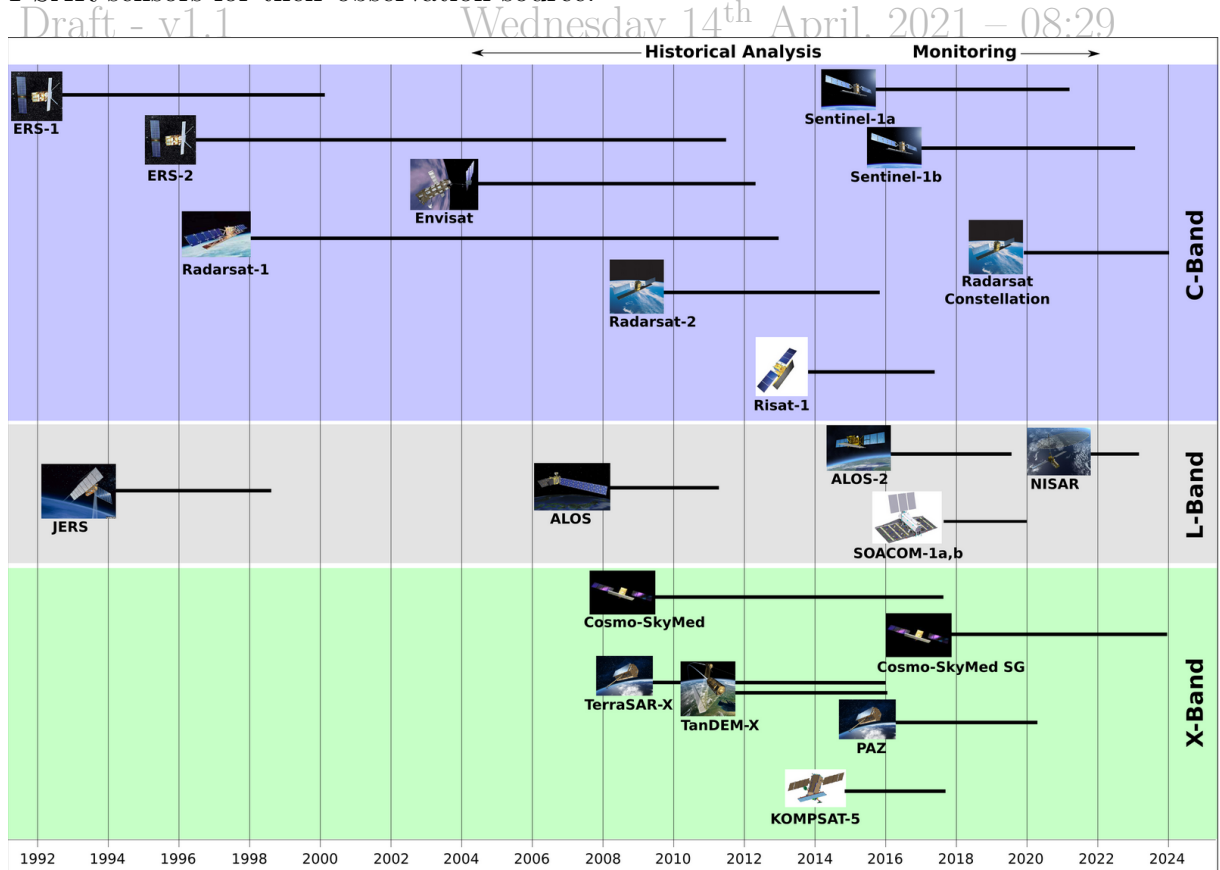 Draft - v1.1 Wednesday 14th April, 2021 – 08:29
Historical Analysis Monitoring
ERS-1
ERS-2
Envisat
Radarsat-1
Radarsat-2
Risat-1
Sentinel-1a
Sentinel-1b
Radarsat
Constellation
C-Band
JERS
ALOS
ALOS-2
NISAR
SOACOM-1a,b
L-Band
Cosmo-SkyMed
Cosmo-SkyMed SG
TerraSAR-X
TanDEM-X
PAZ
KOMPSAT-5
X-Band
1992 1994 1996 1998 2000 2002 2004 2006 2008 2010 2012 2014 2016 2018 2020 2022 2024